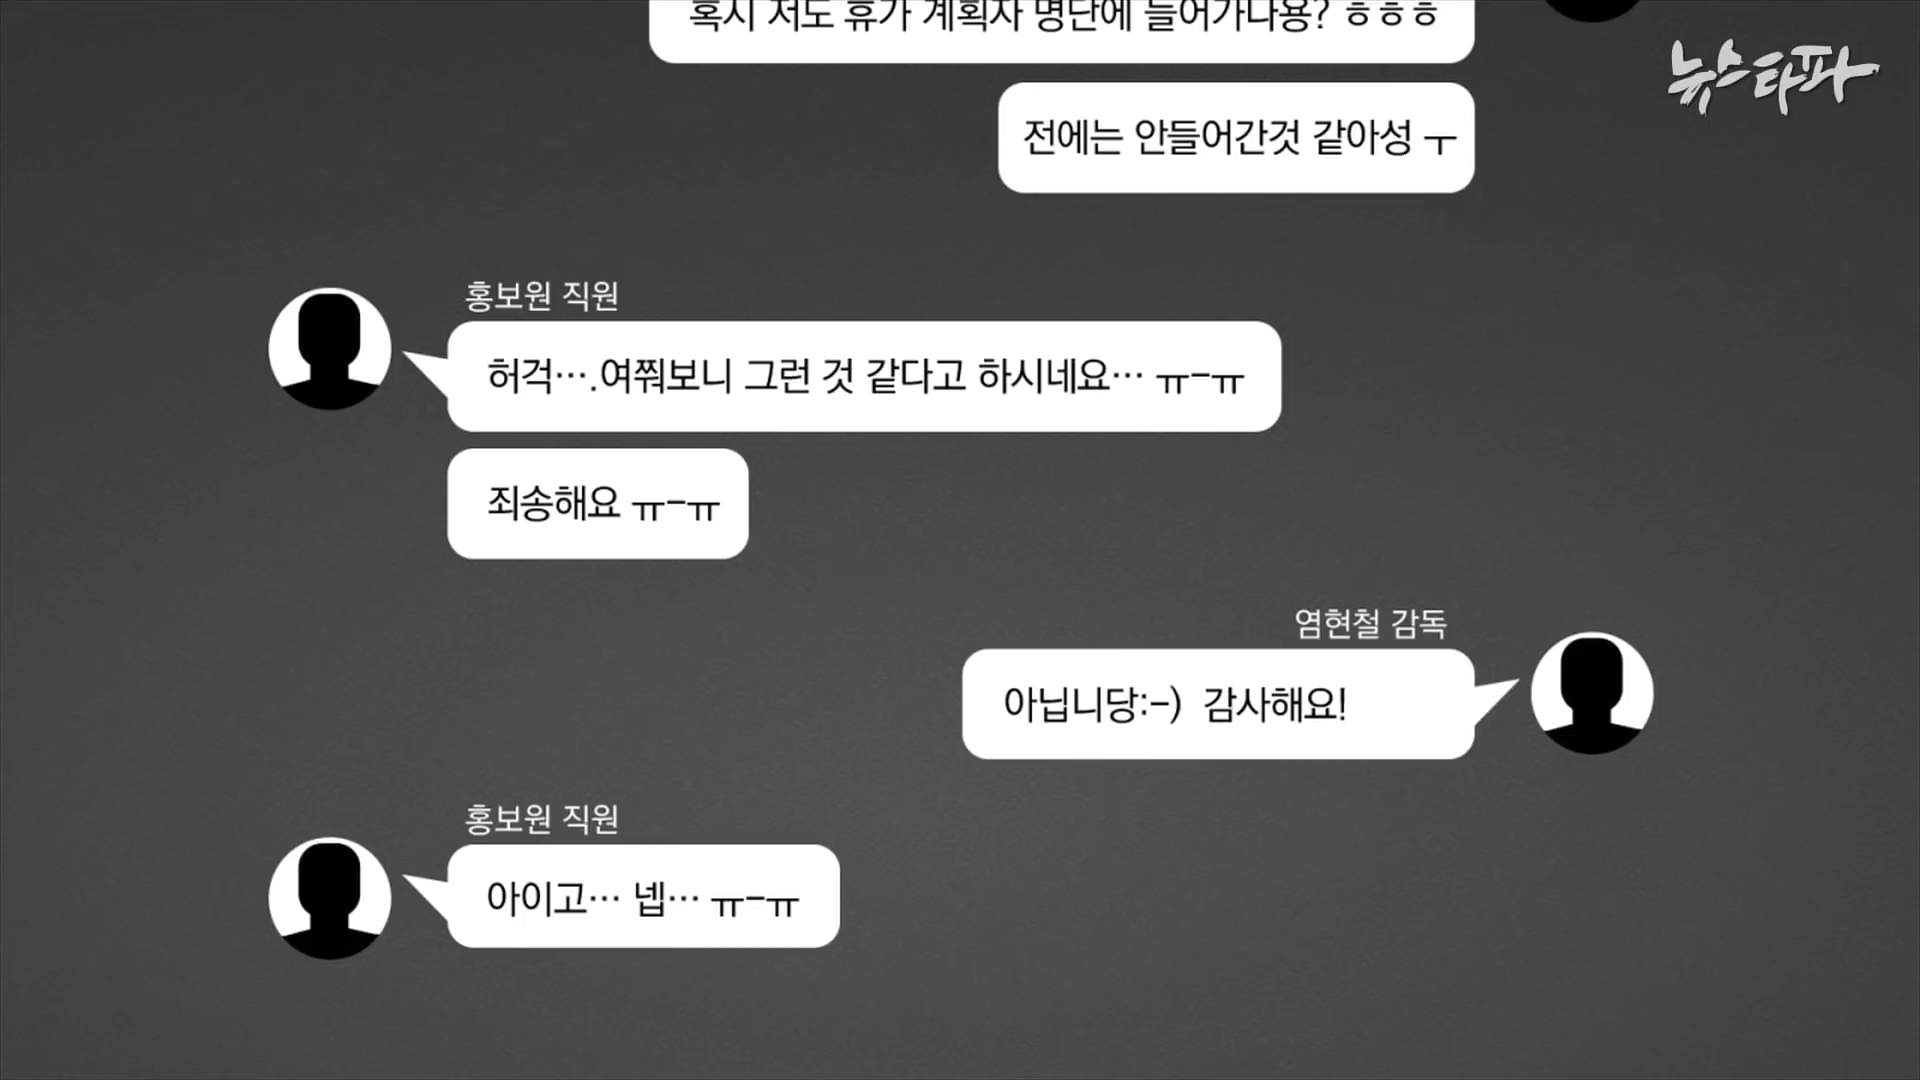 혹시 저도 휴가 계획자 명단에 들어가나용? ㅎㅎㅎ
뉴스타파
전에는 안들어간것 같아성 ㅜ
홍보원 직원
허걱….여쭤보니 그런 것 같다고 하시네요… ㅠ-ㅠ
죄송해요 ㅠ-ㅠ
염현철 감독
아닙니당:-) 감사해요!
홍보원 직원
아이고… 넵… ㅠ-ㅠ